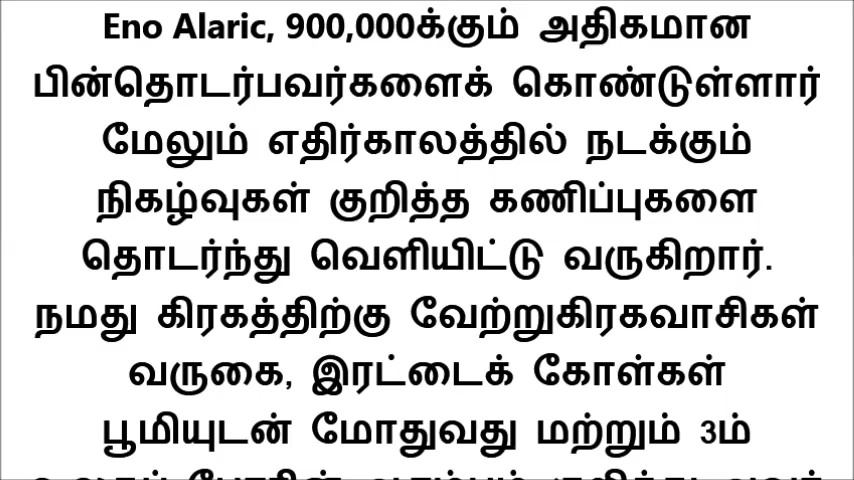 Eno Alaric, 900,000க்கும் அதிகமான
பின்தொடர்பவர்களைக் கொண்டுள்ளார்
மேலும் எதிர்காலத்தில் நடக்கும்
நிகழ்வுகள் குறித்த கணிப்புகளை
தொடர்ந்து வெளியிட்டு வருகிறார்.
நமது கிரகத்திற்கு வேற்றுகிரகவாசிகள்
வருகை, இரட்டைக் கோள்கள்
பூமியுடன் மோதுவது மற்றும் 3ம்